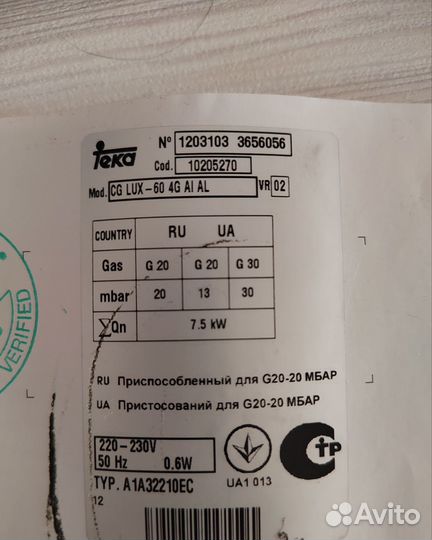 teka
Nº 1203103 3656056
Cod. 10205270
Mod. CG LUX-60 4G AI AL VR 02
COUNTRY RU UA
Gas G 20 G 20 G 30
mbar 20 13 30
∑Qn 7.5 kW
VERIFIED
RU Приспособленный для G20-20 МБАР
UA Пристосований для G20-20 МБАР
220-230V
50 Hz 0.6W
UA1 013
TYP. A1A32210EC
12
Avito